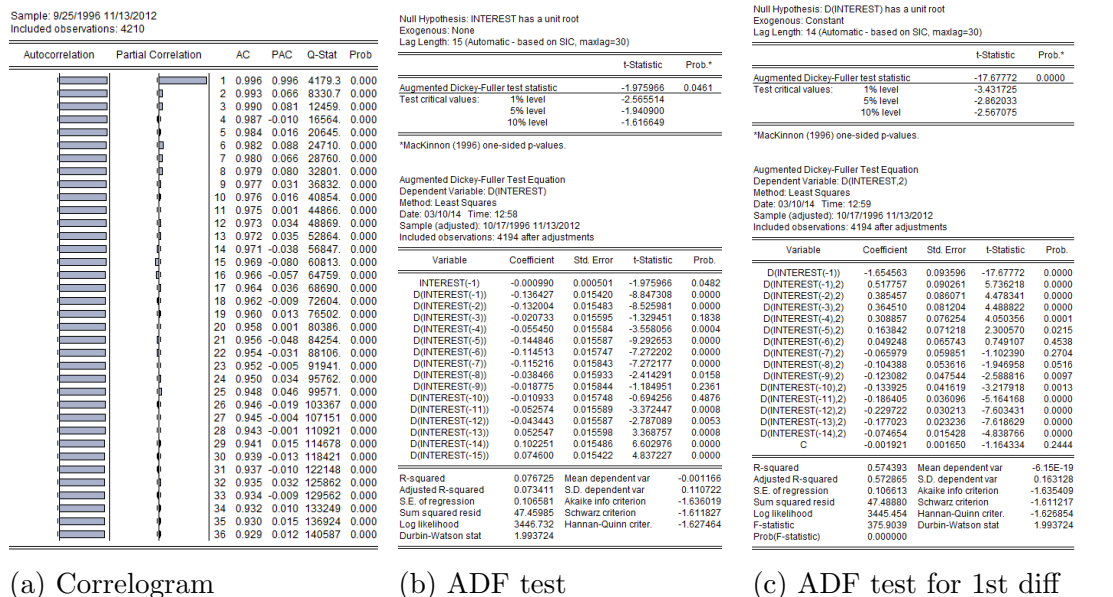 Sample: 9/25/1996 11/13/2012
Included observations: 4210
Autocorrelation Partial Correlation AC PAC Q-Stat Prob
1 0.996 0.996 4179.3 0.000
2 0.993 0.066 8330.7 0.000
3 0.990 0.081 12459. 0.000
4 0.987 -0.010 16564. 0.000
5 0.984 0.016 20645. 0.000
6 0.982 0.088 24710. 0.000
7 0.980 0.066 28760. 0.000
8 0.979 0.080 32801. 0.000
9 0.977 0.031 36832. 0.000
10 0.976 0.016 40854. 0.000
11 0.975 0.001 44866. 0.000
12 0.973 0.034 48869. 0.000
13 0.972 0.035 52864. 0.000
14 0.971 -0.038 56847. 0.000
15 0.969 -0.080 60813. 0.000
16 0.966 -0.057 64759. 0.000
17 0.964 0.036 68690. 0.000
18 0.962 -0.009 72604. 0.000
19 0.960 0.013 76502. 0.000
20 0.958 0.001 80386. 0.000
21 0.956 -0.048 84254. 0.000
22 0.954 -0.031 88106. 0.000
23 0.952 -0.005 91941. 0.000
24 0.950 0.034 95762. 0.000
25 0.948 0.046 99571. 0.000
26 0.946 -0.019 103367 0.000
27 0.945 -0.004 107151 0.000
28 0.943 -0.001 110921 0.000
29 0.941 0.015 114678 0.000
30 0.939 -0.013 118421 0.000
31 0.937 -0.010 122148 0.000
32 0.935 0.032 125862 0.000
33 0.934 -0.009 129562 0.000
34 0.932 0.010 133249 0.000
35 0.930 0.015 136924 0.000
36 0.929 0.012 140587 0.000
(a) Correlogram
Null Hypothesis: INTEREST has a unit root
Exogenous: None
Lag Length: 15 (Automatic - based on SIC, maxlag=30)
t-Statistic Prob.*
Augmented Dickey-Fuller test statistic -1.975966 0.0461
Test critical values: 1% level -2.565514
5% level -1.940900
10% level -1.616649
*MacKinnon (1996) one-sided p-values.
Augmented Dickey-Fuller Test Equation
Dependent Variable: D(INTEREST)
Method: Least Squares
Date: 03/10/14 Time: 12:58
Sample (adjusted): 10/17/1996 11/13/2012
Included observations: 4194 after adjustments
Variable Coefficient Std. Error t-Statistic Prob.
INTEREST(-1) -0.000990 0.000501 -1.975966 0.0482
D(INTEREST(-1)) -0.136427 0.015420 -8.847308 0.0000
D(INTEREST(-2)) -0.132004 0.015483 -8.525981 0.0000
D(INTEREST(-3)) -0.020733 0.015595 -1.329451 0.1838
D(INTEREST(-4)) -0.055450 0.015584 -3.558056 0.0004
D(INTEREST(-5)) -0.144846 0.015587 -9.292653 0.0000
D(INTEREST(-6)) -0.114513 0.015747 -7.272202 0.0000
D(INTEREST(-7)) -0.115216 0.015843 -7.272177 0.0000
D(INTEREST(-8)) -0.038466 0.015933 -2.414291 0.0158
D(INTEREST(-9)) -0.018775 0.015844 -1.184951 0.2361
D(INTEREST(-10)) -0.010933 0.015748 -0.694256 0.4876
D(INTEREST(-11)) -0.052574 0.015589 -3.372447 0.0008
D(INTEREST(-12)) -0.043443 0.015587 -2.787089 0.0053
D(INTEREST(-13)) 0.052547 0.015598 3.368757 0.0008
D(INTEREST(-14)) 0.102251 0.015486 6.602976 0.0000
D(INTEREST(-15)) 0.074600 0.015422 4.837227 0.0000
R-squared 0.076725 Mean dependent var -0.001166
Adjusted R-squared 0.073411 S.D. dependent var 0.110722
S.E. of regression 0.106581 Akaike info criterion -1.636019
Sum squared resid 47.45985 Schwarz criterion -1.611827
Log likelihood 3446.732 Hannan-Quinn criter. -1.627464
Durbin-Watson stat 1.993724
(b) ADF test
Null Hypothesis: D(INTEREST) has a unit root
Exogenous: Constant
Lag Length: 14 (Automatic - based on SIC, maxlag=30)
t-Statistic Prob.*
Augmented Dickey-Fuller test statistic -17.67772 0.0000
Test critical values: 1% level -3.431725
5% level -2.862033
10% level -2.567075
*MacKinnon (1996) one-sided p-values.
Augmented Dickey-Fuller Test Equation
Dependent Variable: D(INTEREST,2)
Method: Least Squares
Date: 03/10/14 Time: 12:59
Sample (adjusted): 10/17/1996 11/13/2012
Included observations: 4194 after adjustments
Variable Coefficient Std. Error t-Statistic Prob.
D(INTEREST(-1)) -1.654563 0.093596 -17.67772 0.0000
D(INTEREST(-1),2) 0.517757 0.090261 5.736218 0.0000
D(INTEREST(-2),2) 0.385457 0.086071 4.478341 0.0000
D(INTEREST(-3),2) 0.364510 0.081204 4.488822 0.0000
D(INTEREST(-4),2) 0.308857 0.076254 4.050356 0.0001
D(INTEREST(-5),2) 0.163842 0.071218 2.300570 0.0215
D(INTEREST(-6),2) 0.049248 0.065743 0.749107 0.4538
D(INTEREST(-7),2) -0.065979 0.059851 -1.102390 0.2704
D(INTEREST(-8),2) -0.104388 0.053616 -1.946958 0.0516
D(INTEREST(-9),2) -0.123082 0.047544 -2.588816 0.0097
D(INTEREST(-10),2) -0.133925 0.041619 -3.217918 0.0013
D(INTEREST(-11),2) -0.186405 0.036096 -5.164168 0.0000
D(INTEREST(-12),2) -0.229722 0.030213 -7.603431 0.0000
D(INTEREST(-13),2) -0.177023 0.023236 -7.618629 0.0000
D(INTEREST(-14),2) -0.074654 0.015428 -4.838766 0.0000
C -0.001921 0.001650 -1.164334 0.2444
R-squared 0.574393 Mean dependent var -6.15E-19
Adjusted R-squared 0.572865 S.D. dependent var 0.163128
S.E. of regression 0.106613 Akaike info criterion -1.635409
Sum squared resid 47.48880 Schwarz criterion -1.611217
Log likelihood 3445.454 Hannan-Quinn criter. -1.626854
F-statistic 375.9039 Durbin-Watson stat 1.993724
Prob(F-statistic) 0.000000
(c) ADF test for 1st diff